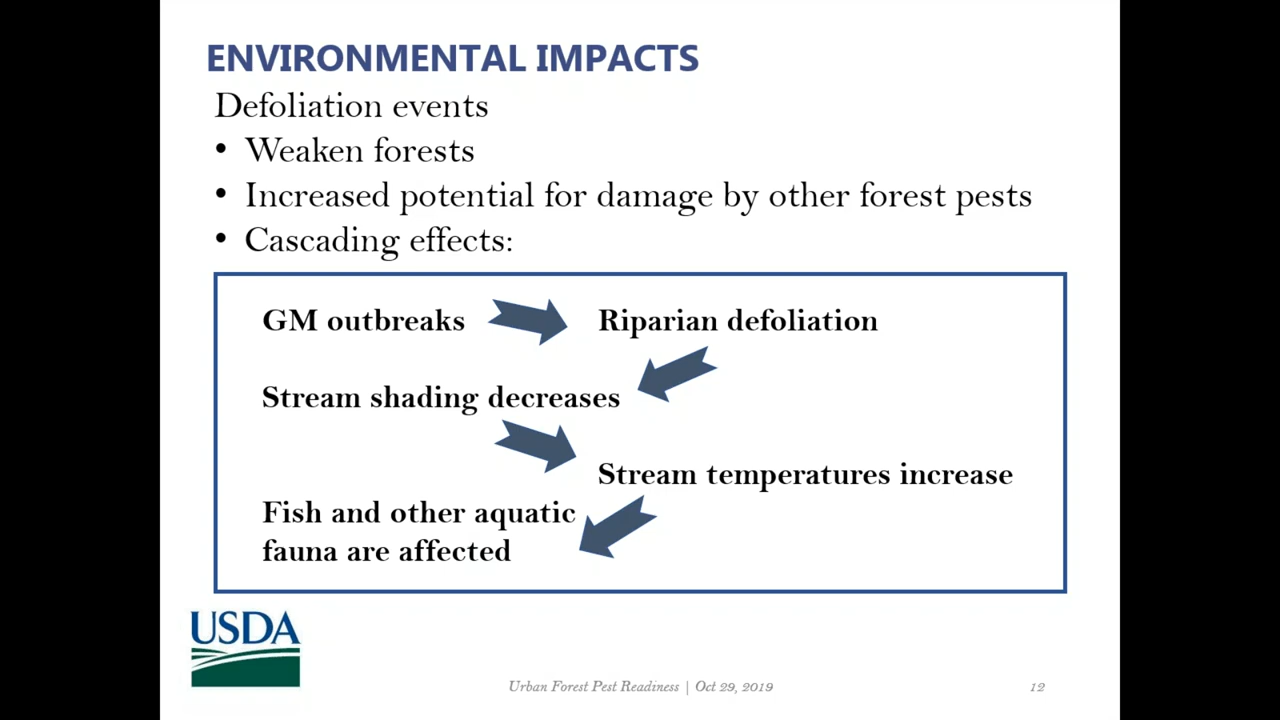 ENVIRONMENTAL IMPACTS
Defoliation events
• Weaken forests
• Increased potential for damage by other forest pests
• Cascading effects:
GM outbreaks
Riparian defoliation
Stream shading decreases
Stream temperatures increase
Fish and other aquatic
fauna are affected
USDA
Urban Forest Pest Readiness | Oct 29, 2019
12